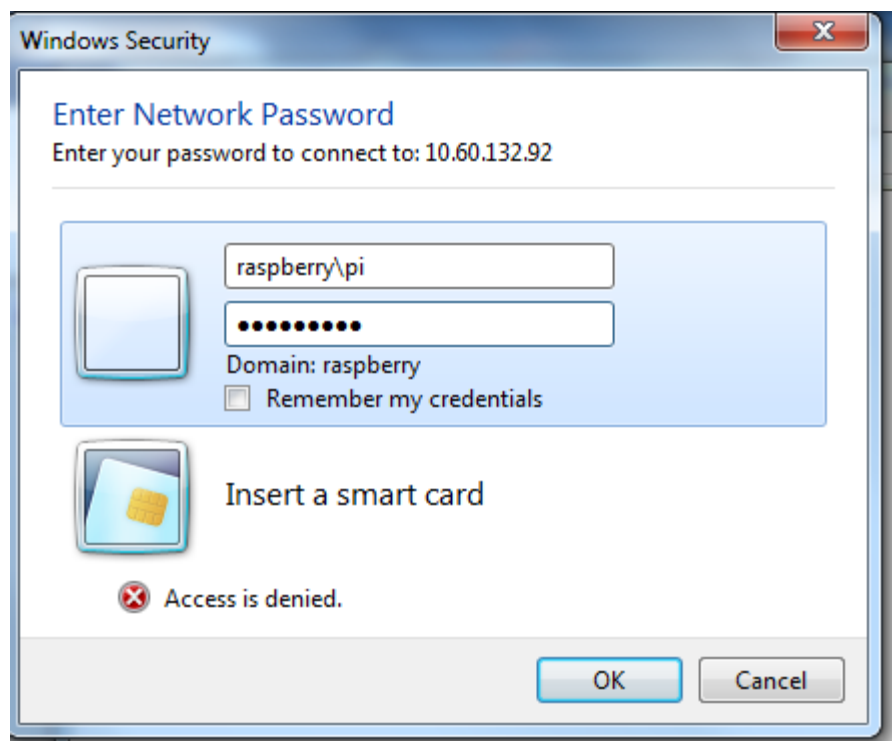 Windows Security
Enter Network Password
Enter your password to connect to: 10.60.132.92
raspberry\pi
●●●●●●●●●
Domain: raspberry
Remember my credentials
Insert a smart card
Access is denied.
OK
Cancel